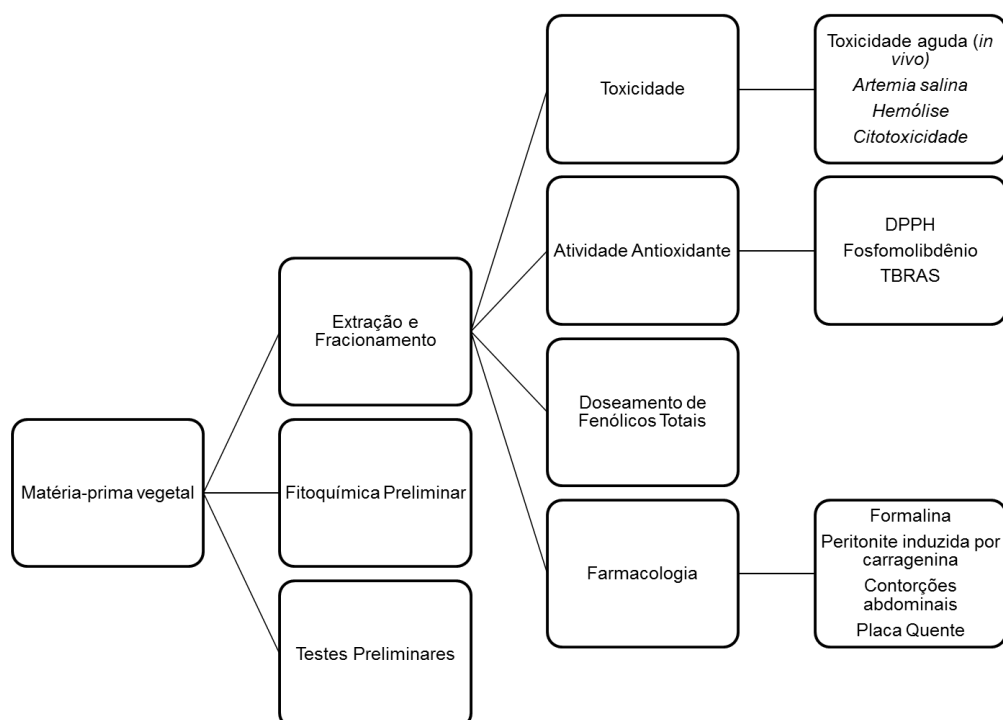 Matéria-prima vegetal
Extração e
Fracionamento
Fitoquímica Preliminar
Testes Preliminares
Toxicidade
Atividade Antioxidante
Doseamento de
Fenólicos Totais
Farmacologia
Toxicidade aguda (in
vivo)
Artemia salina
Hemólise
Citotoxicidade
DPPH
Fosfomolibdênio
TBRAS
Formalina
Peritonite induzida por
carragenina
Contorções
abdominais
Placa Quente